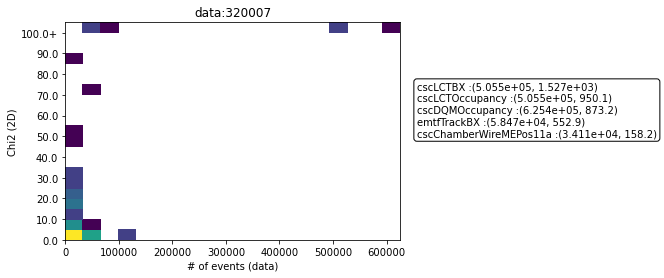 data:320007
100.0+
90.0
80.0
70.0
60.0
50.0
40.0
30.0
20.0
10.0
0.0
Chi2 (2D)
0 100000 200000 300000 400000 500000 600000
# of events (data)
cscLCTBX :(5.055e+05, 1.527e+03)
cscLCTOccupancy :(5.055e+05, 950.1)
cscDQMOccupancy :(6.254e+05, 873.2)
emtfTrackBX :(5.847e+04, 552.9)
cscChamberWireMEPos11a :(3.411e+04, 158.2)